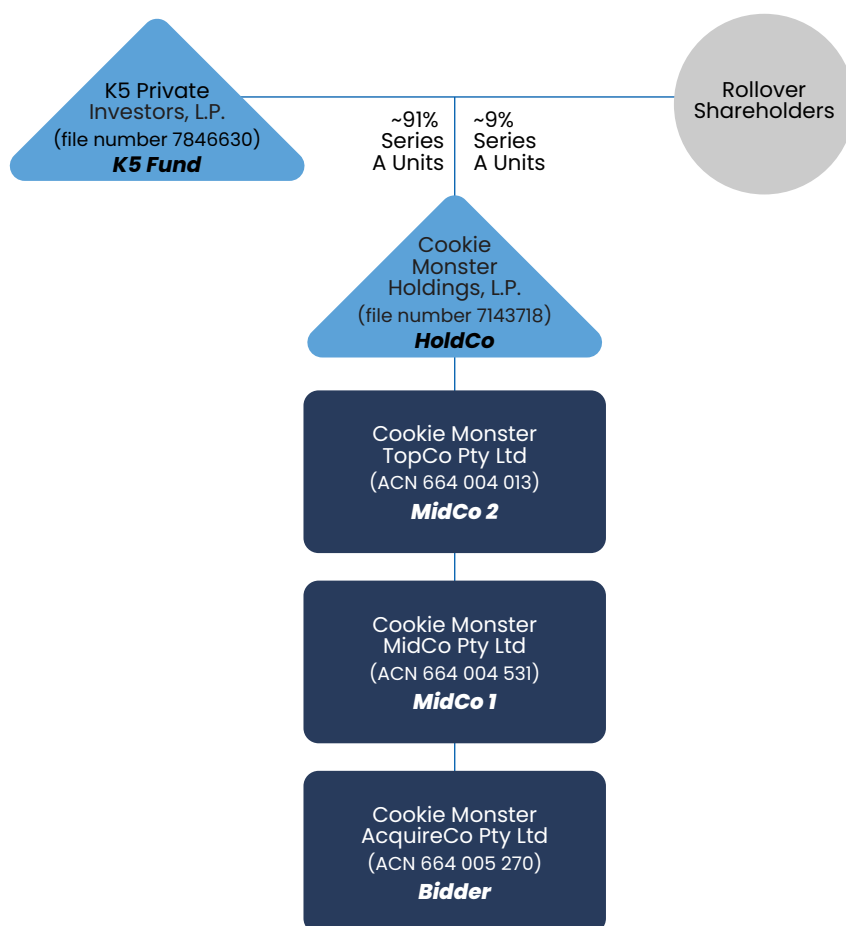 K5 Private
Investors, L.P.
(file number 7846630)
K5 Fund
~91%
Series
A Units
~9%
Series
A Units
Rollover
Shareholders
Cookie
Monster
Holdings, L.P.
(file number 7143718)
HoldCo
Cookie Monster
TopCo Pty Ltd
(ACN 664 004 013)
MidCo 2
Cookie Monster
MidCo Pty Ltd
(ACN 664 004 531)
MidCo 1
Cookie Monster
AcquireCo Pty Ltd
(ACN 664 005 270)
Bidder